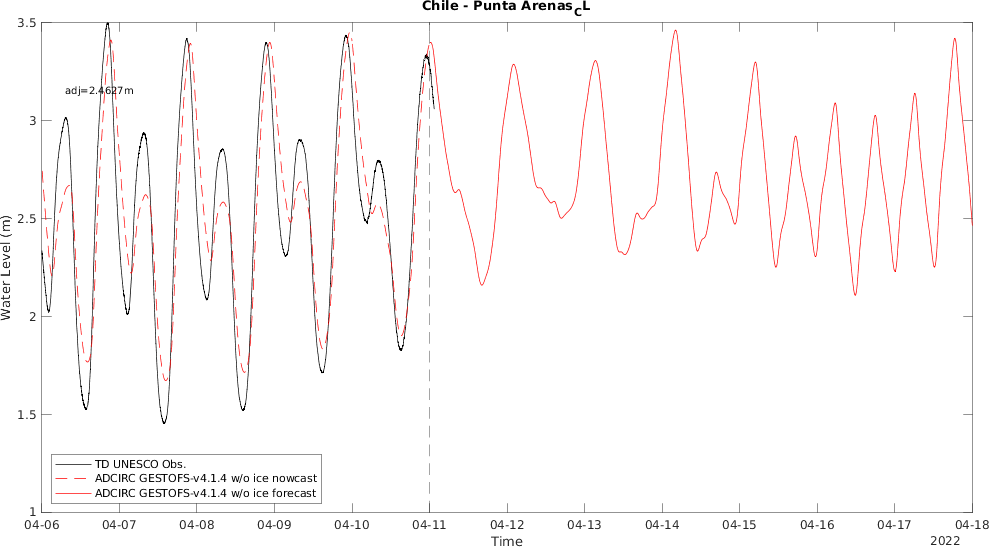 Chile - Punta Arenas_CL
3.5
3
2.5
2
1.5
1
Water Level (m)
adj=2.4627m
TD UNESCO Obs.
ADCIRC GESTOFS-v4.1.4 w/o ice nowcast
ADCIRC GESTOFS-v4.1.4 w/o ice forecast
04-06 04-07 04-08 04-09 04-10 04-11 04-12 04-13 04-14 04-15 04-16 04-17 04-18
Time
2022